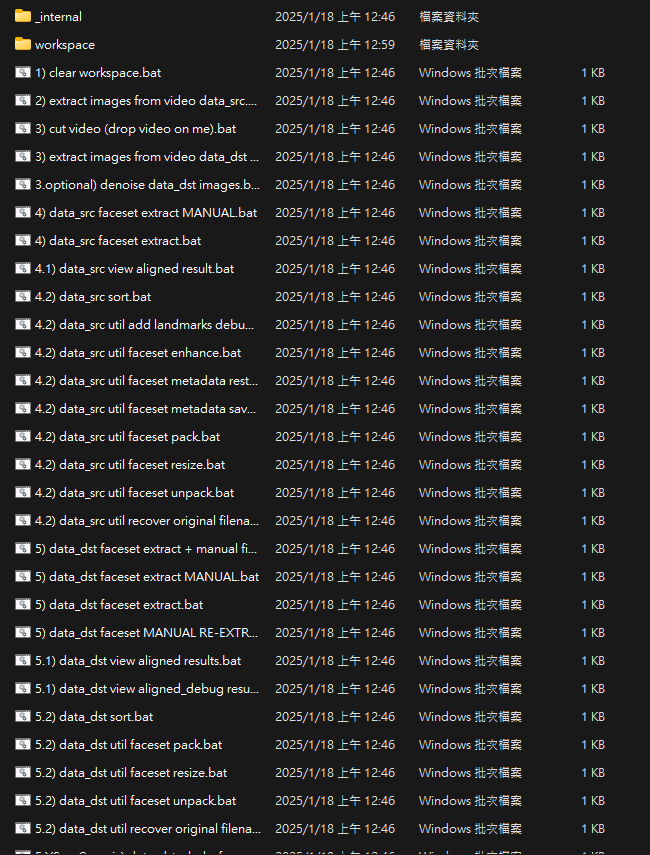 _internal 2025/1/18 上午 12:46 檔案資料夾
workspace 2025/1/18 上午 12:59 檔案資料夾
1) clear workspace.bat 2025/1/18 上午 12:46 Windows 批次檔案 1 KB
2) extract images from video data_src.... 2025/1/18 上午 12:46 Windows 批次檔案 1 KB
3) cut video (drop video on me).bat 2025/1/18 上午 12:46 Windows 批次檔案 1 KB
3) extract images from video data_dst ... 2025/1/18 上午 12:46 Windows 批次檔案 1 KB
3.optional) denoise data_dst images.b... 2025/1/18 上午 12:46 Windows 批次檔案 1 KB
4) data_src faceset extract MANUAL.bat 2025/1/18 上午 12:46 Windows 批次檔案 1 KB
4) data_src faceset extract.bat 2025/1/18 上午 12:46 Windows 批次檔案 1 KB
4.1) data_src view aligned result.bat 2025/1/18 上午 12:46 Windows 批次檔案 1 KB
4.2) data_src sort.bat 2025/1/18 上午 12:46 Windows 批次檔案 1 KB
4.2) data_src util add landmarks debu... 2025/1/18 上午 12:46 Windows 批次檔案 1 KB
4.2) data_src util faceset enhance.bat 2025/1/18 上午 12:46 Windows 批次檔案 1 KB
4.2) data_src util faceset metadata rest... 2025/1/18 上午 12:46 Windows 批次檔案 1 KB
4.2) data_src util faceset metadata sav... 2025/1/18 上午 12:46 Windows 批次檔案 1 KB
4.2) data_src util faceset pack.bat 2025/1/18 上午 12:46 Windows 批次檔案 1 KB
4.2) data_src util faceset resize.bat 2025/1/18 上午 12:46 Windows 批次檔案 1 KB
4.2) data_src util faceset unpack.bat 2025/1/18 上午 12:46 Windows 批次檔案 1 KB
4.2) data_src util recover original filena... 2025/1/18 上午 12:46 Windows 批次檔案 1 KB
5) data_dst faceset extract + manual fi... 2025/1/18 上午 12:46 Windows 批次檔案 1 KB
5) data_dst faceset extract MANUAL.bat 2025/1/18 上午 12:46 Windows 批次檔案 1 KB
5) data_dst faceset extract.bat 2025/1/18 上午 12:46 Windows 批次檔案 1 KB
5) data_dst faceset MANUAL RE-EXTR... 2025/1/18 上午 12:46 Windows 批次檔案 1 KB
5.1) data_dst view aligned results.bat 2025/1/18 上午 12:46 Windows 批次檔案 1 KB
5.1) data_dst view aligned_debug resu... 2025/1/18 上午 12:46 Windows 批次檔案 1 KB
5.2) data_dst sort.bat 2025/1/18 上午 12:46 Windows 批次檔案 1 KB
5.2) data_dst util faceset pack.bat 2025/1/18 上午 12:46 Windows 批次檔案 1 KB
5.2) data_dst util faceset resize.bat 2025/1/18 上午 12:46 Windows 批次檔案 1 KB
5.2) data_dst util faceset unpack.bat 2025/1/18 上午 12:46 Windows 批次檔案 1 KB
5.2) data_dst util recover original filena... 2025/1/18 上午 12:46 Windows 批次檔案 1 KB